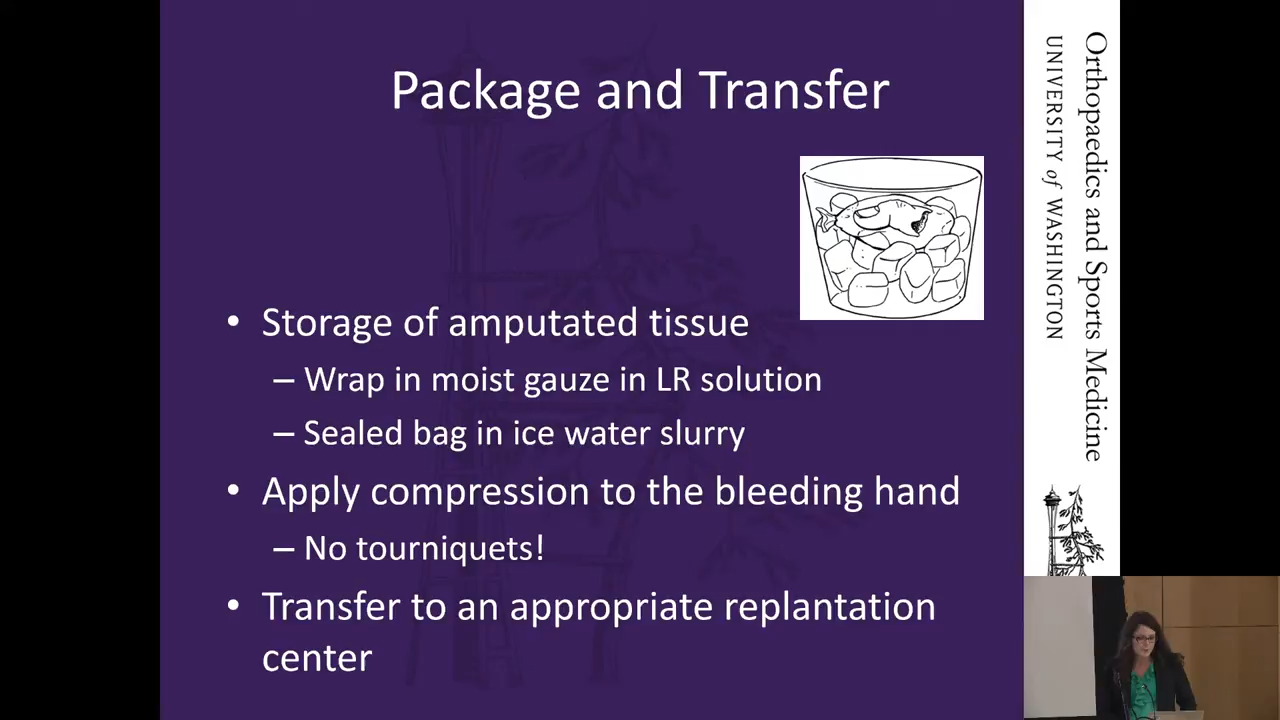 Package and Transfer
• Storage of amputated tissue
– Wrap in moist gauze in LR solution
– Sealed bag in ice water slurry
• Apply compression to the bleeding hand
– No tourniquets!
• Transfer to an appropriate replantation
center
Orthopaedics and Sports Medicine
UNIVERSITY of WASHINGTON